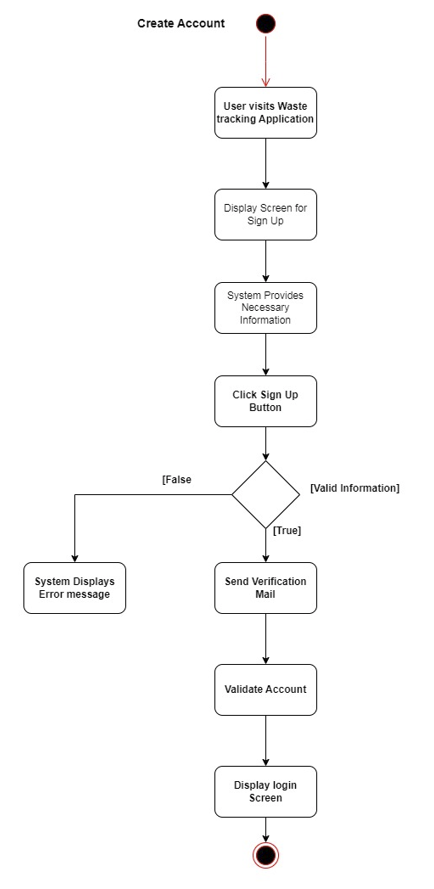 Create Account
User visits Waste
tracking Application
Display Screen for
Sign Up
System Provides
Necessary
Information
Click Sign Up
Button
[False
[Valid Information]
[True]
System Displays
Error message
Send Verification
Mail
Validate Account
Display login
Screen